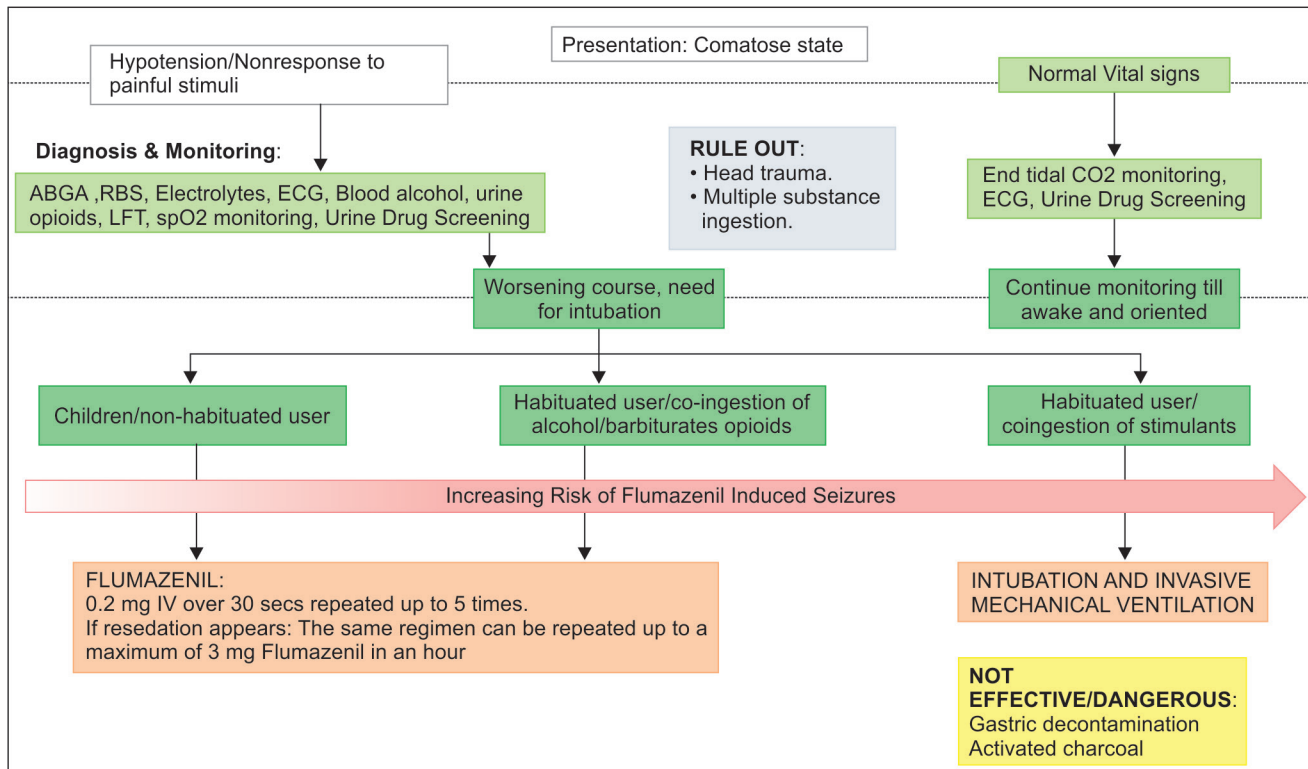 Presentation: Comatose state
Hypotension/Nonresponse to
painful stimuli
Normal Vital signs
Diagnosis & Monitoring:
ABGA ,RBS, Electrolytes, ECG, Blood alcohol, urine
opioids, LFT, spO2 monitoring, Urine Drug Screening
RULE OUT:
• Head trauma.
• Multiple substance
ingestion.
End tidal CO2 monitoring,
ECG, Urine Drug Screening
Worsening course, need
for intubation
Continue monitoring till
awake and oriented
Children/non-habituated user
Habituated user/co-ingestion of
alcohol/barbiturates opioids
Habituated user/
coingestion of stimulants
Increasing Risk of Flumazenil Induced Seizures
FLUMAZENIL:
0.2 mg IV over 30 secs repeated up to 5 times.
If resedation appears: The same regimen can be repeated up to a
maximum of 3 mg Flumazenil in an hour
INTUBATION AND INVASIVE
MECHANICAL VENTILATION
NOT
EFFECTIVE/DANGEROUS:
Gastric decontamination
Activated charcoal